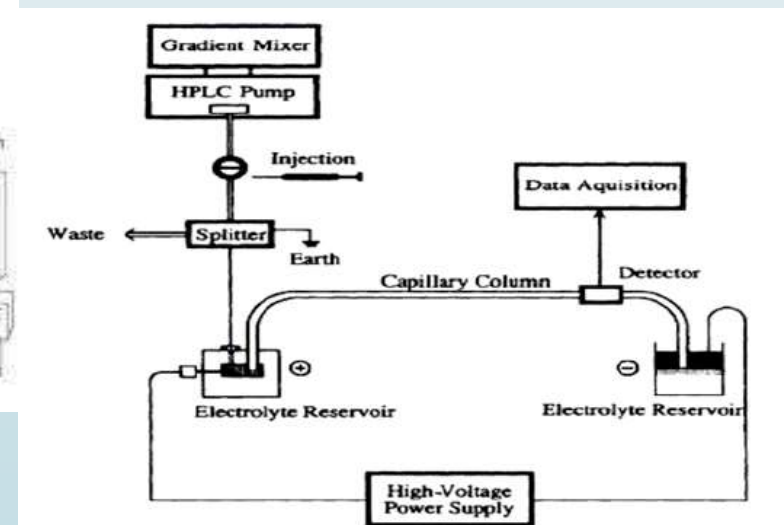 Gradient Mixer
HPLC Pump
Injection
Waste
Splitter
Earth
Data Aquisition
Capillary Column
Detector
+
−
Electrolyte Reservoir
Electrolyte Reservoir
High-Voltage
Power Supply